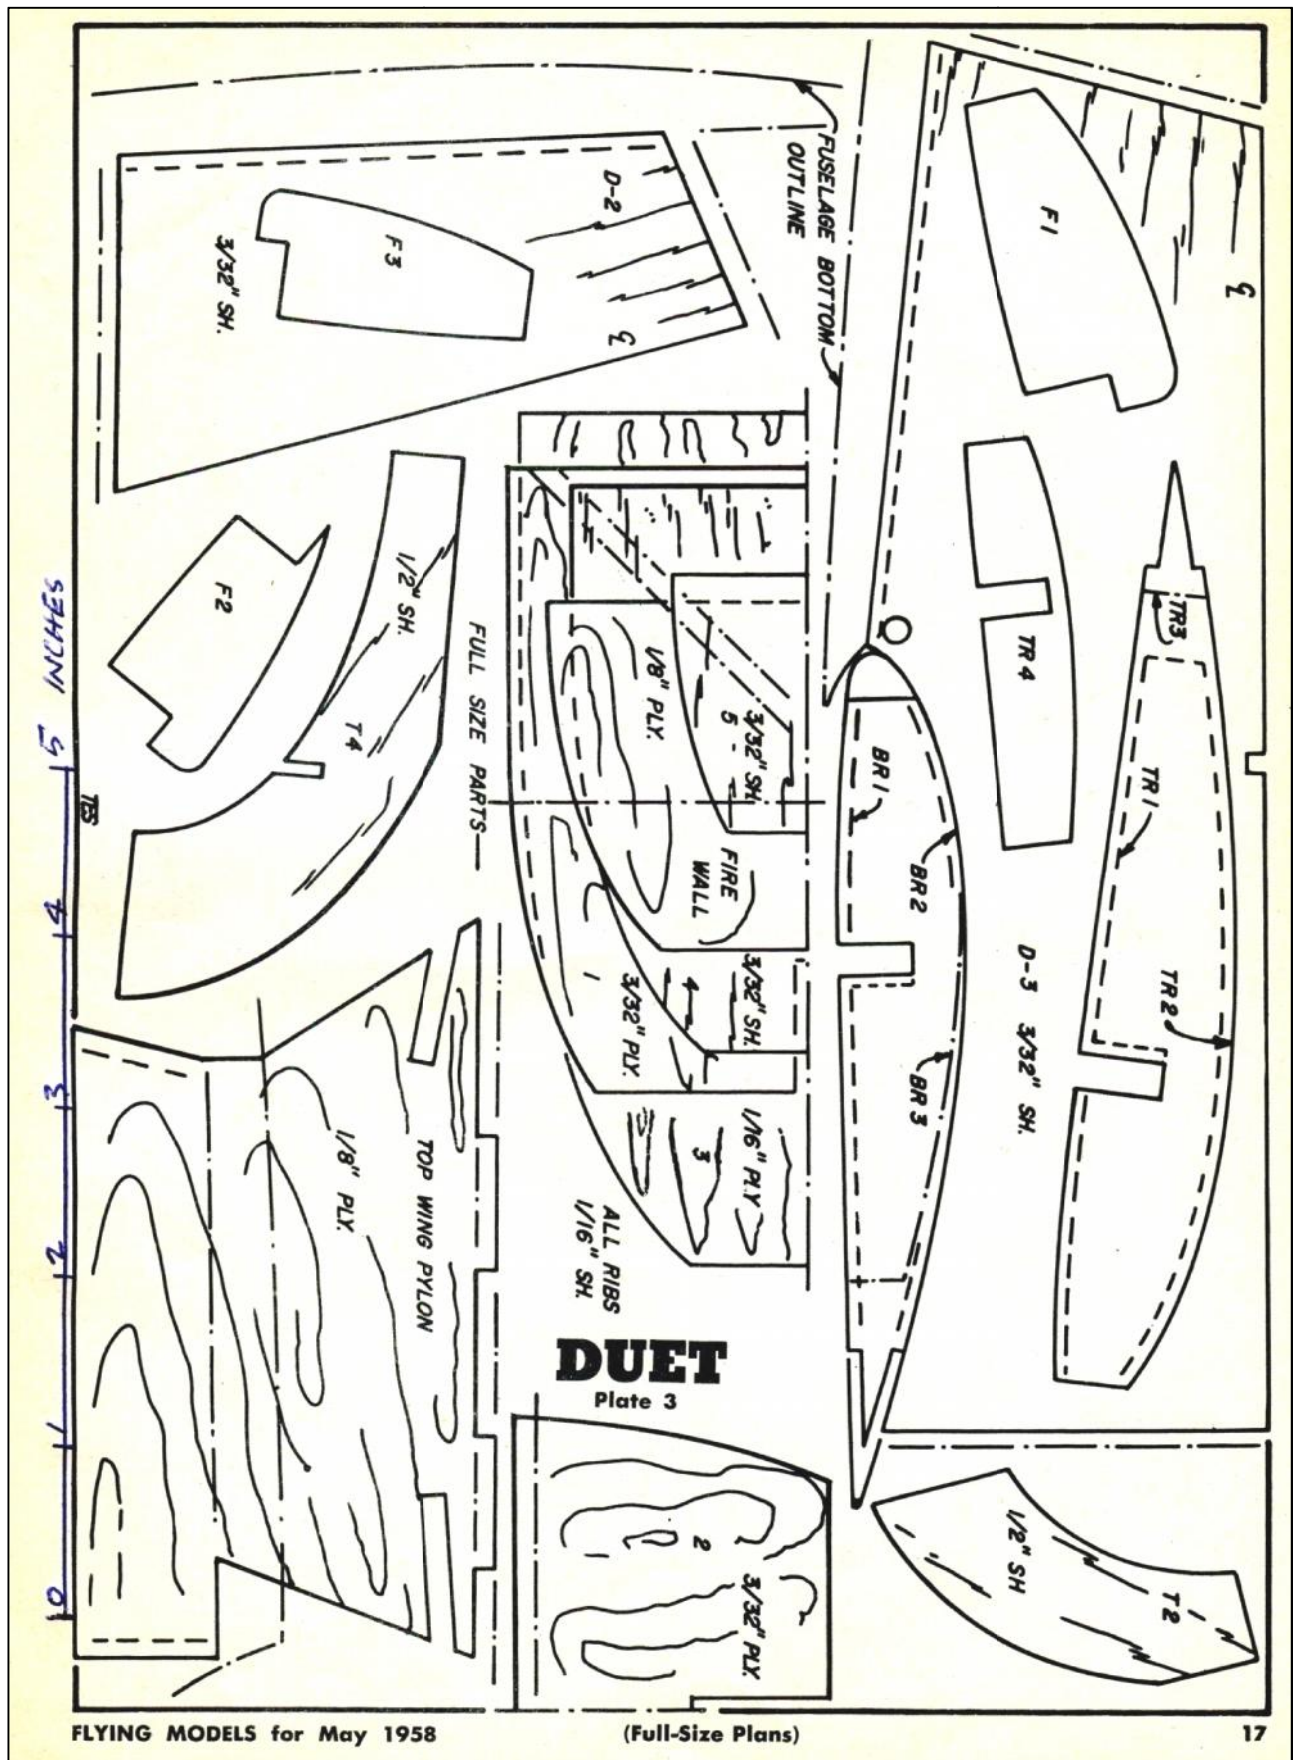 FUSELAGE BOTTOM
OUTLINE
D-2
F3
3/32" SH.
℄
F1
℄
F2
1/2" SH.
T4
FULL SIZE PARTS—
1/8" PLY.
3/32" SH.
5
FIRE
WALL
3/32" SH.
4
1
3/32" PLY.
1/16" PLY
3
ALL RIBS
1/16" SH.
BR1
BR2
BR3
TR4
TR3
TR1
TR2
D-3 3/32" SH.
TES
5 INCHES
4
3
2
1
0
TOP WING PYLON
1/8" PLY.
DUET
Plate 3
2
3/32" PLY.
1/2" SH
T2
FLYING MODELS for May 1958
(Full-Size Plans)
17